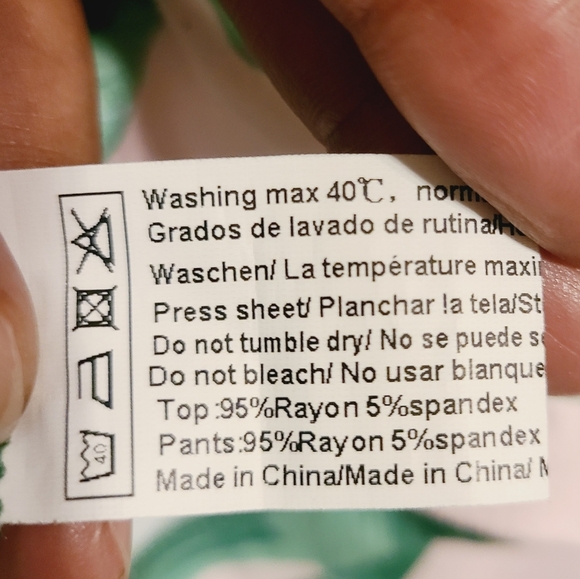 Washing max 40℃, norm
Grados de lavado de rutina/
Waschen/ La température maxi
Press sheet/ Planchar la tela/St
Do not tumble dry/ No se puede s
Do not bleach/ No usar blanque
Top:95%Rayon 5%spandex
Pants:95%Rayon 5%spandex
Made in China/Made in China/
40